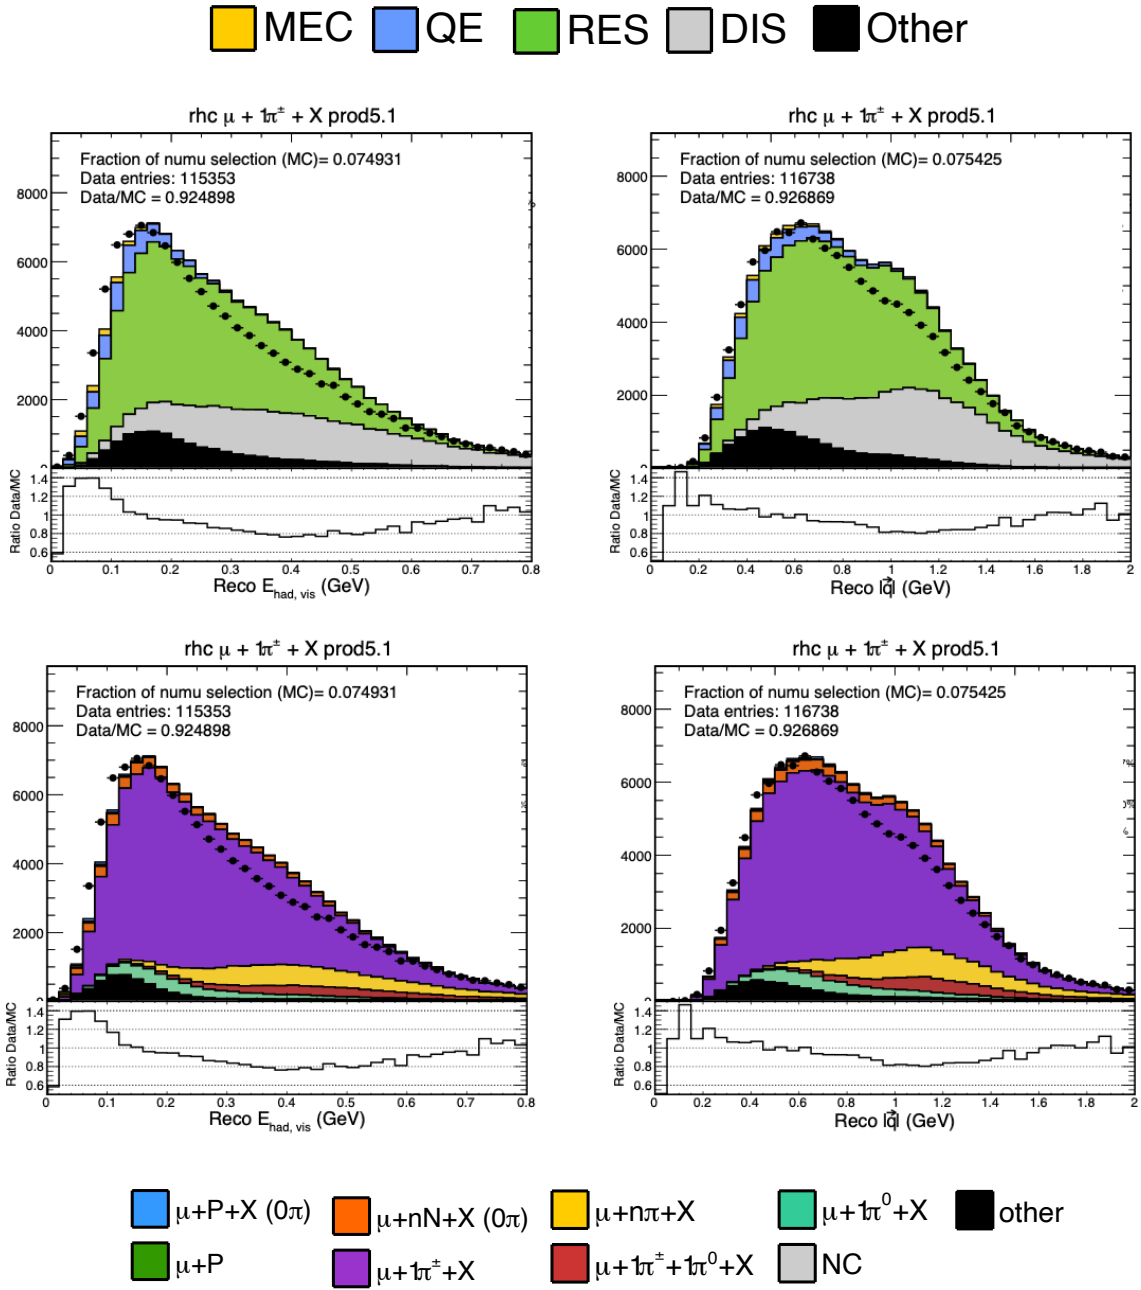 MEC QE RES DIS Other
rhc μ + 1π± + X prod5.1
Fraction of numu selection (MC)= 0.074931
Data entries: 115353
Data/MC = 0.924898
8000
6000
4000
2000
0
Ratio Data/MC
1.4
1.2
1
0.8
0.6
0 0.1 0.2 0.3 0.4 0.5 0.6 0.7 0.8
Reco E had, vis (GeV)
rhc μ + 1π± + X prod5.1
Fraction of numu selection (MC)= 0.075425
Data entries: 116738
Data/MC = 0.926869
8000
6000
4000
2000
0
Ratio Data/MC
1.4
1.2
1
0.8
0.6
0 0.2 0.4 0.6 0.8 1 1.2 1.4 1.6 1.8 2
Reco |q⃗| (GeV)
rhc μ + 1π± + X prod5.1
Fraction of numu selection (MC)= 0.074931
Data entries: 115353
Data/MC = 0.924898
8000
6000
4000
2000
0
Ratio Data/MC
1.4
1.2
1
0.8
0.6
0 0.1 0.2 0.3 0.4 0.5 0.6 0.7 0.8
Reco E had, vis (GeV)
rhc μ + 1π± + X prod5.1
Fraction of numu selection (MC)= 0.075425
Data entries: 116738
Data/MC = 0.926869
8000
6000
4000
2000
0
Ratio Data/MC
1.4
1.2
1
0.8
0.6
0 0.2 0.4 0.6 0.8 1 1.2 1.4 1.6 1.8 2
Reco |q⃗| (GeV)
μ+P+X (0π) μ+nN+X (0π) μ+nπ+X μ+1π⁰+X other
μ+P μ+1π±+X μ+1π±+1π⁰+X NC